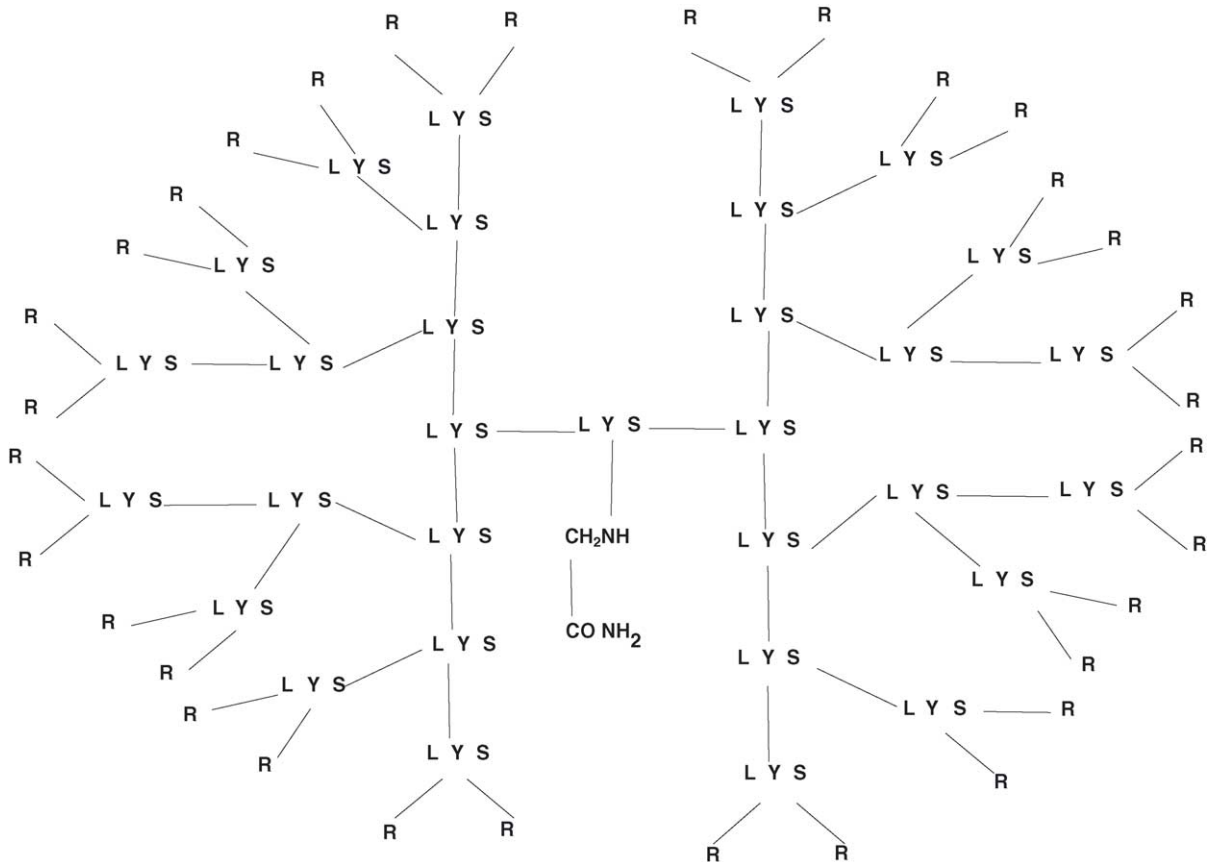 R R R R
R R
L Y S L Y S R
R L Y S L Y S
R R
L Y S L Y S
R L Y S L Y S R
R L Y S L Y S R
L Y S L Y S L Y S L Y S
R R
L Y S L Y S L Y S
R R
L Y S L Y S L Y S L Y S
R L Y S CH₂NH L Y S R
L Y S L Y S R
R CO NH₂
L Y S L Y S R
R L Y S
R L Y S R
R L Y S L Y S R
R R R R